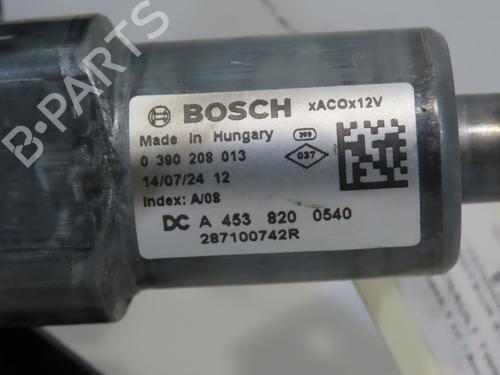 B-PARTS
BOSCH xACOx12V
Made in Hungary 269
0 390 208 013 037
14/07/24 12
Index: A/08
DC A 453 820 0540
287100742R